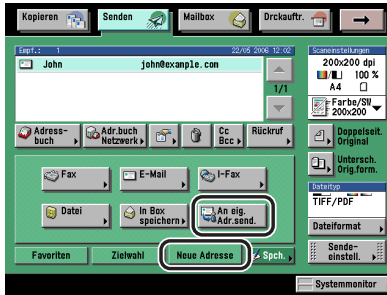 Kopieren
Senden
Mailbox
Drckauftr.
Empf.: 1
22/05 2006 12:02
John
john@example.com
1/1
Adress-
buch
Adr.buch
Netzwerk
Cc
Bcc
Rückruf
Fax
E-Mail
I-Fax
Datei
In Box
speichern
An eig.
Adr.send.
Favoriten
Zielwahl
Neue Adresse
Spch.
Scaneinstellungen
200x200 dpi
100 %
A4
Farbe/SW
200x200
Doppelseit.
Original
Untersch.
Orig.form.
Dateityp
TIFF/PDF
Dateiformat
Sende-
einstell.
Systemmonitor